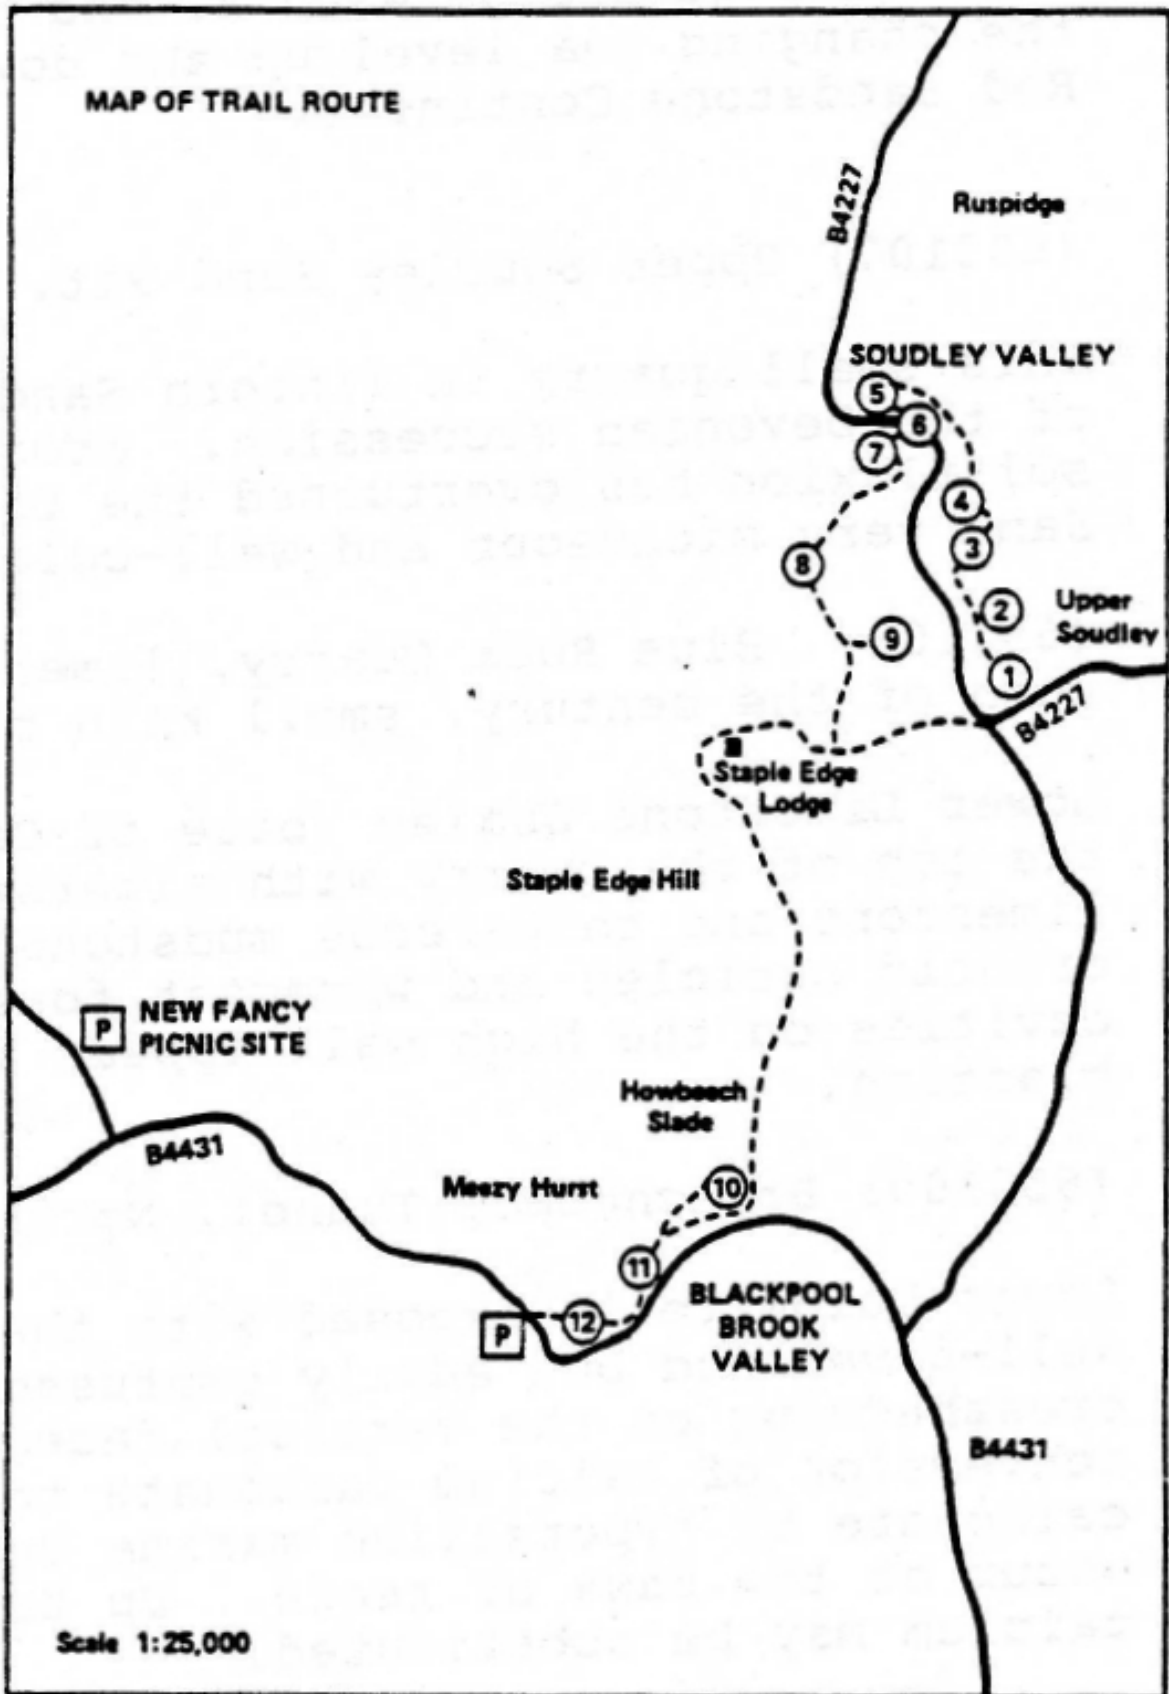 MAP OF TRAIL ROUTE
B4227
Ruspidge
SOUDLEY VALLEY
5
6
7
4
3
8
2
Upper
Soudley
9
1
B4227
Staple Edge
Lodge
Staple Edge Hill
P
NEW FANCY
PICNIC SITE
Howbeech
Slade
B4431
Meezy Hurst
10
11
BLACKPOOL
BROOK
VALLEY
12
P
B4431
Scale 1:25,000